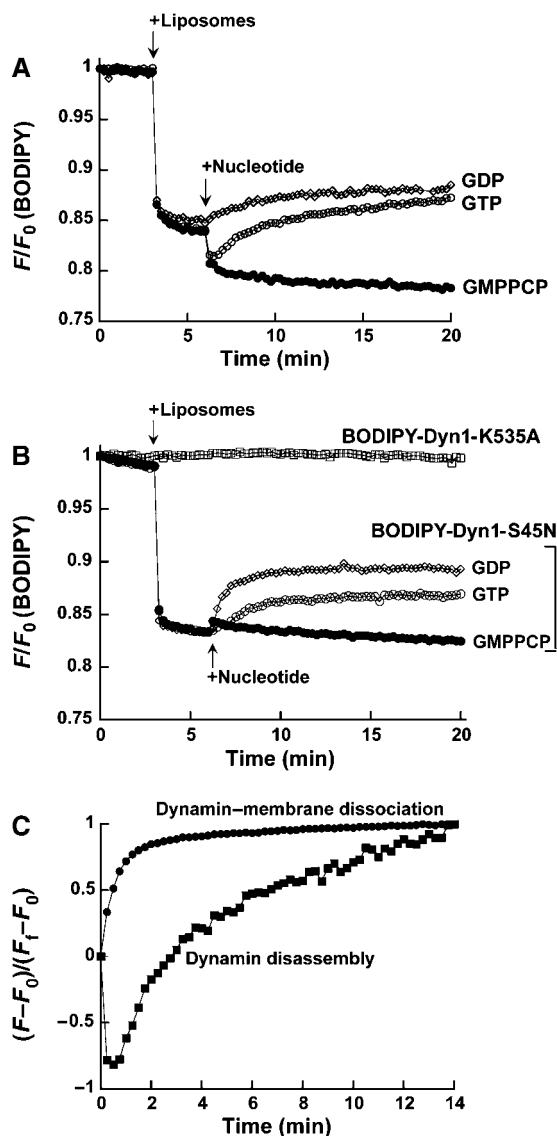 +Liposomes
A
1
0.95
+Nucleotide
0.9
GDP
GTP
0.85
0.8
GMPPCP
0.75
F/F0 (BODIPY)
0 5 10 15 20
Time (min)
+Liposomes
B
BODIPY-Dyn1-K535A
1
0.95
BODIPY-Dyn1-S45N
0.9
GDP
GTP
0.85
GMPPCP
0.8
+Nucleotide
0.75
F/F0 (BODIPY)
0 5 10 15 20
Time (min)
C
Dynamin–membrane dissociation
1
0.5
0
Dynamin disassembly
−0.5
−1
(F−F0)/(Ff−F0)
0 2 4 6 8 10 12 14
Time (min)